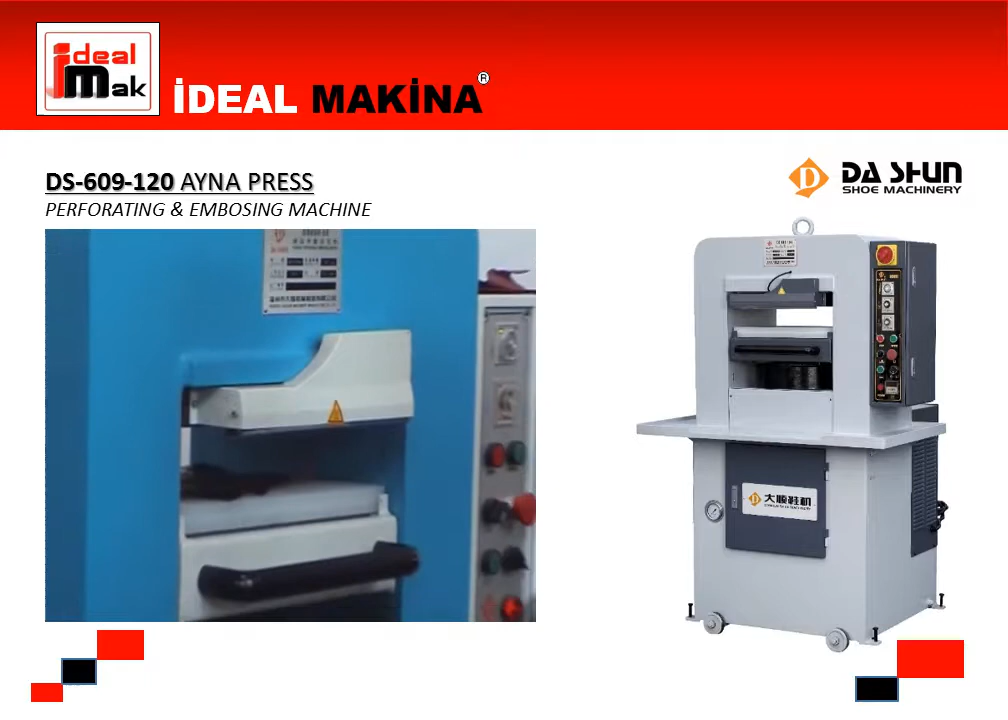 ideal
mak
İDEAL MAKİNA®
DS-609-120 AYNA PRESS
PERFORATING & EMBOSING MACHINE
DA SHUN
SHOE MACHINERY
大顺鞋机